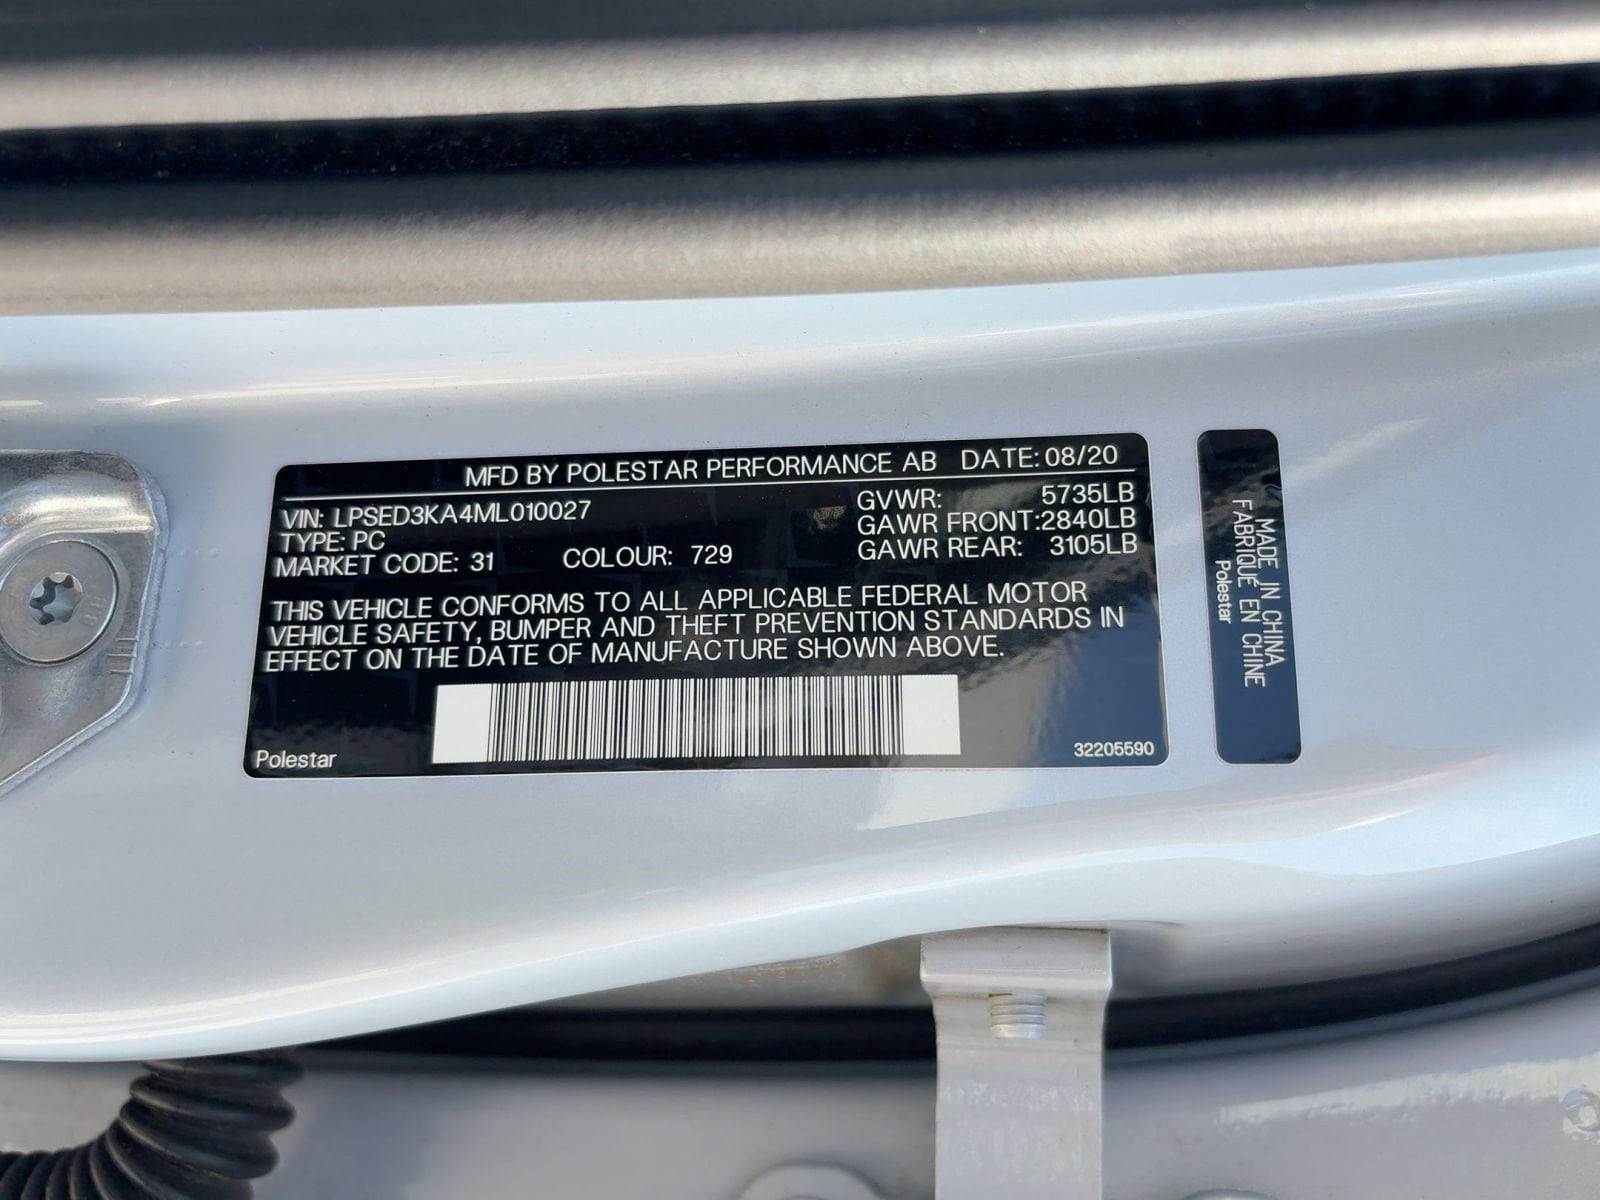 MFD BY POLESTAR PERFORMANCE AB DATE: 08/20
VIN: LPSED3KA4ML010027
TYPE: PC
MARKET CODE: 31 COLOUR: 729
GVWR: 5735LB
GAWR FRONT: 2840LB
GAWR REAR: 3105LB
THIS VEHICLE CONFORMS TO ALL APPLICABLE FEDERAL MOTOR
VEHICLE SAFETY, BUMPER AND THEFT PREVENTION STANDARDS IN
EFFECT ON THE DATE OF MANUFACTURE SHOWN ABOVE.
Polestar
32205590
MADE IN CHINA
FABRIQUE EN CHINE
Polestar